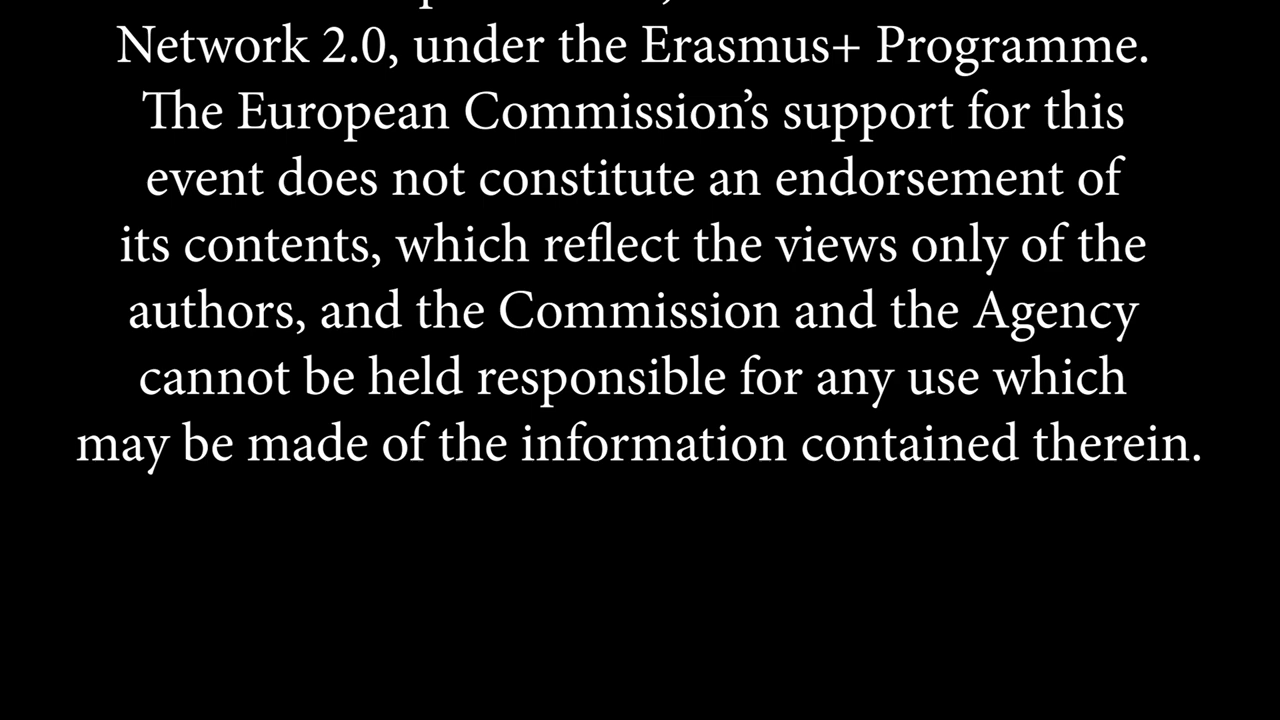 Network 2.0, under the Erasmus+ Programme.
The European Commission’s support for this
event does not constitute an endorsement of
its contents, which reflect the views only of the
authors, and the Commission and the Agency
cannot be held responsible for any use which
may be made of the information contained therein.